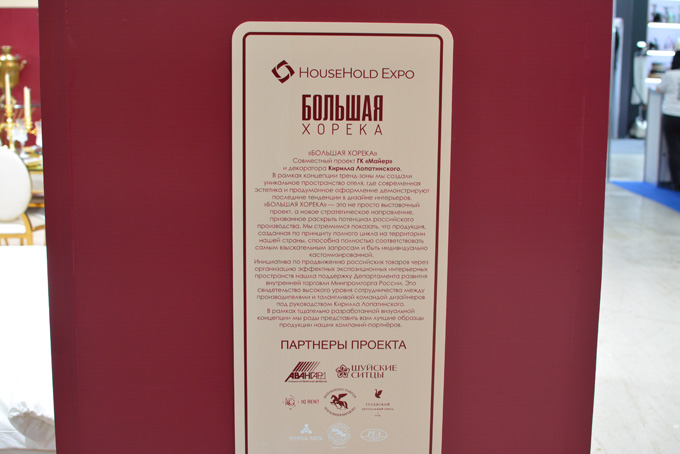 HOUSEHOLD EXPO
БОЛЬШАЯ
ХОРЕКА
«БОЛЬШАЯ ХОРЕКА»
Совместный проект ГК «Майер»
и декоратора Кирилла Лопатинского.
В рамках концепции тренд-зоны мы создали
уникальное пространство отеля, где современная
эстетика и продуманное оформление демонстрируют
последние тенденции в дизайне интерьеров.
«БОЛЬШАЯ ХОРЕКА» — это не просто выставочный
проект, а новое стратегическое направление,
призванное раскрыть потенциал российского
производства. Мы стремимся показать, что продукция,
созданная по принципу полного цикла на территории
нашей страны, способна полностью соответствовать
самым взыскательным запросам и быть индивидуально
кастомизированной.
Инициатива по продвижению российских товаров через
организацию эффектных экспозиционных интерьерных
пространств нашла поддержку Департамента развития
внутренней торговли Минпромторга России. Это
свидетельство высокого уровня сотрудничества между
производителями и талантливой командой дизайнеров
под руководством Кирилла Лопатинского.
В рамках тщательно разработанной визуальной
концепции мы рады представить вам лучшие образцы
продукции наших компаний-партнёров.
ПАРТНЕРЫ ПРОЕКТА
АВАНГАРД
ШУЙСКИЕ
СИТЦЫ